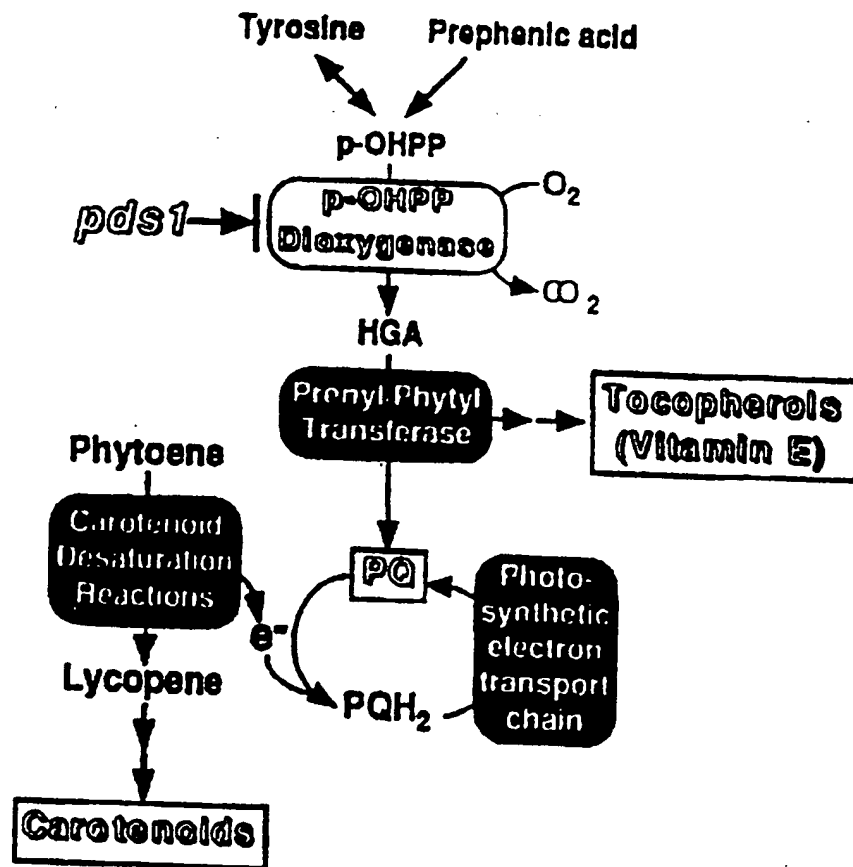 Tyrosine Prephenic acid
p-OHPP
pds1
p-OHPP
Dioxygenase
O2
CO2
HGA
Prenyl-Phytyl
Transferase
Tocopherols
(Vitamin E)
Phytoene
Carotenoid
Desaturation
Reactions
e-
PQ
Photo-
synthetic
electron
transport
chain
Lycopene
PQH2
Carotenoids